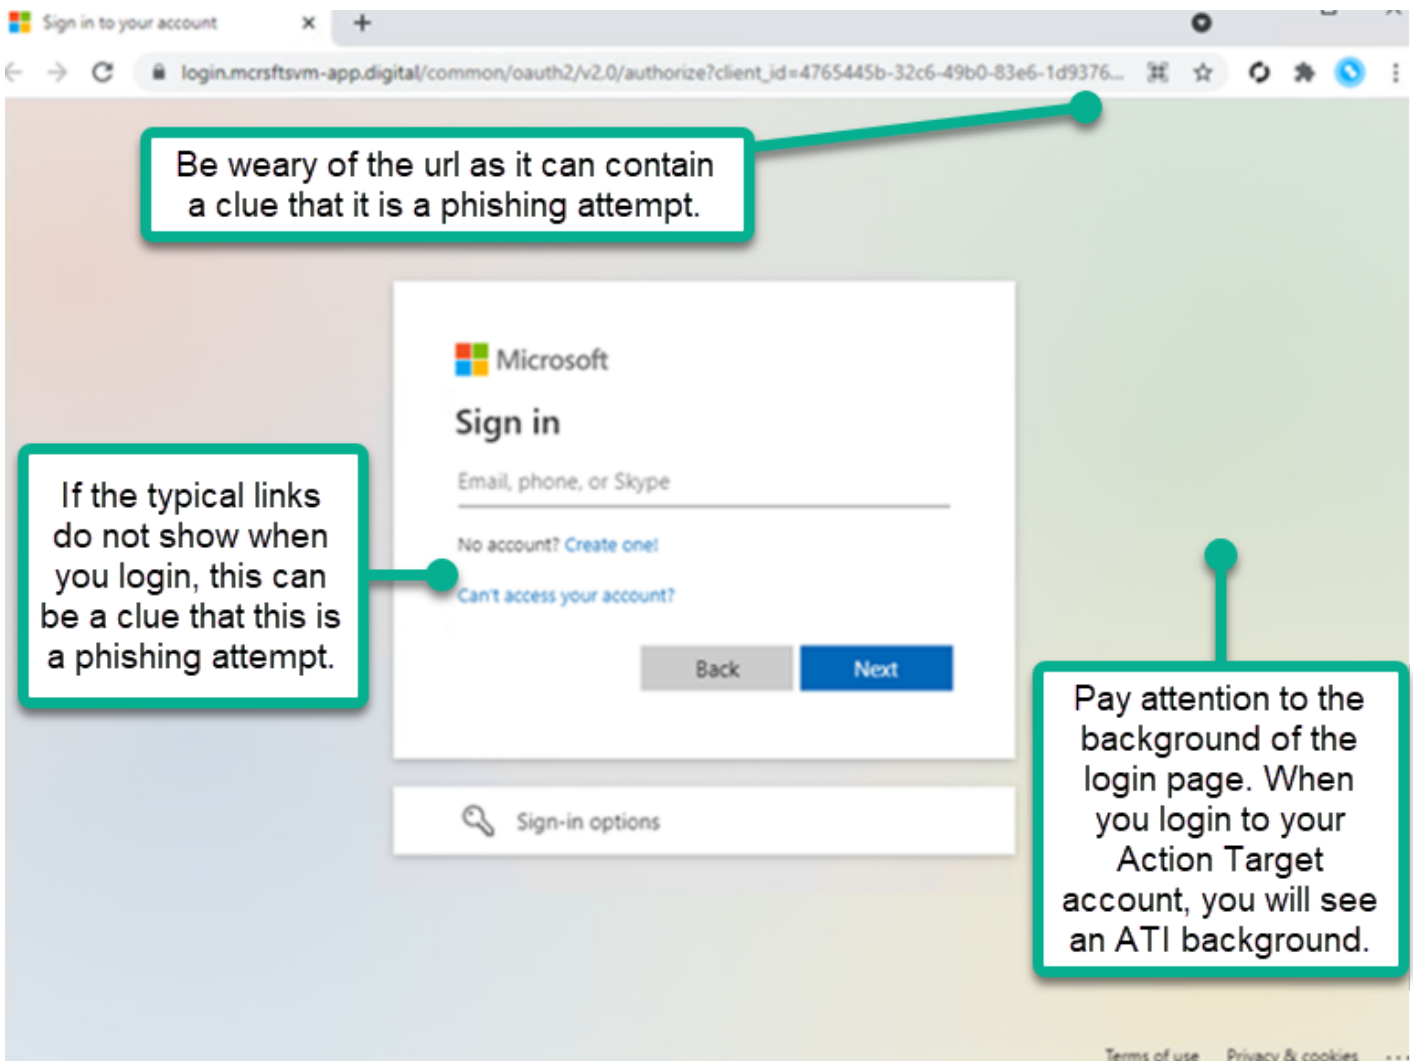 Sign in to your account
login.mcrsftsvm-app.digital/common/oauth2/v2.0/authorize?client_id=4765445b-32c6-49b0-83e6-1d9376...
Be weary of the url as it can contain
a clue that it is a phishing attempt.
Microsoft
Sign in
Email, phone, or Skype
No account? Create one!
Can't access your account?
Back
Next
Sign-in options
If the typical links
do not show when
you login, this can
be a clue that this is
a phishing attempt.
Pay attention to the
background of the
login page. When
you login to your
Action Target
account, you will see
an ATI background.
Terms of use
Privacy & cookies
...